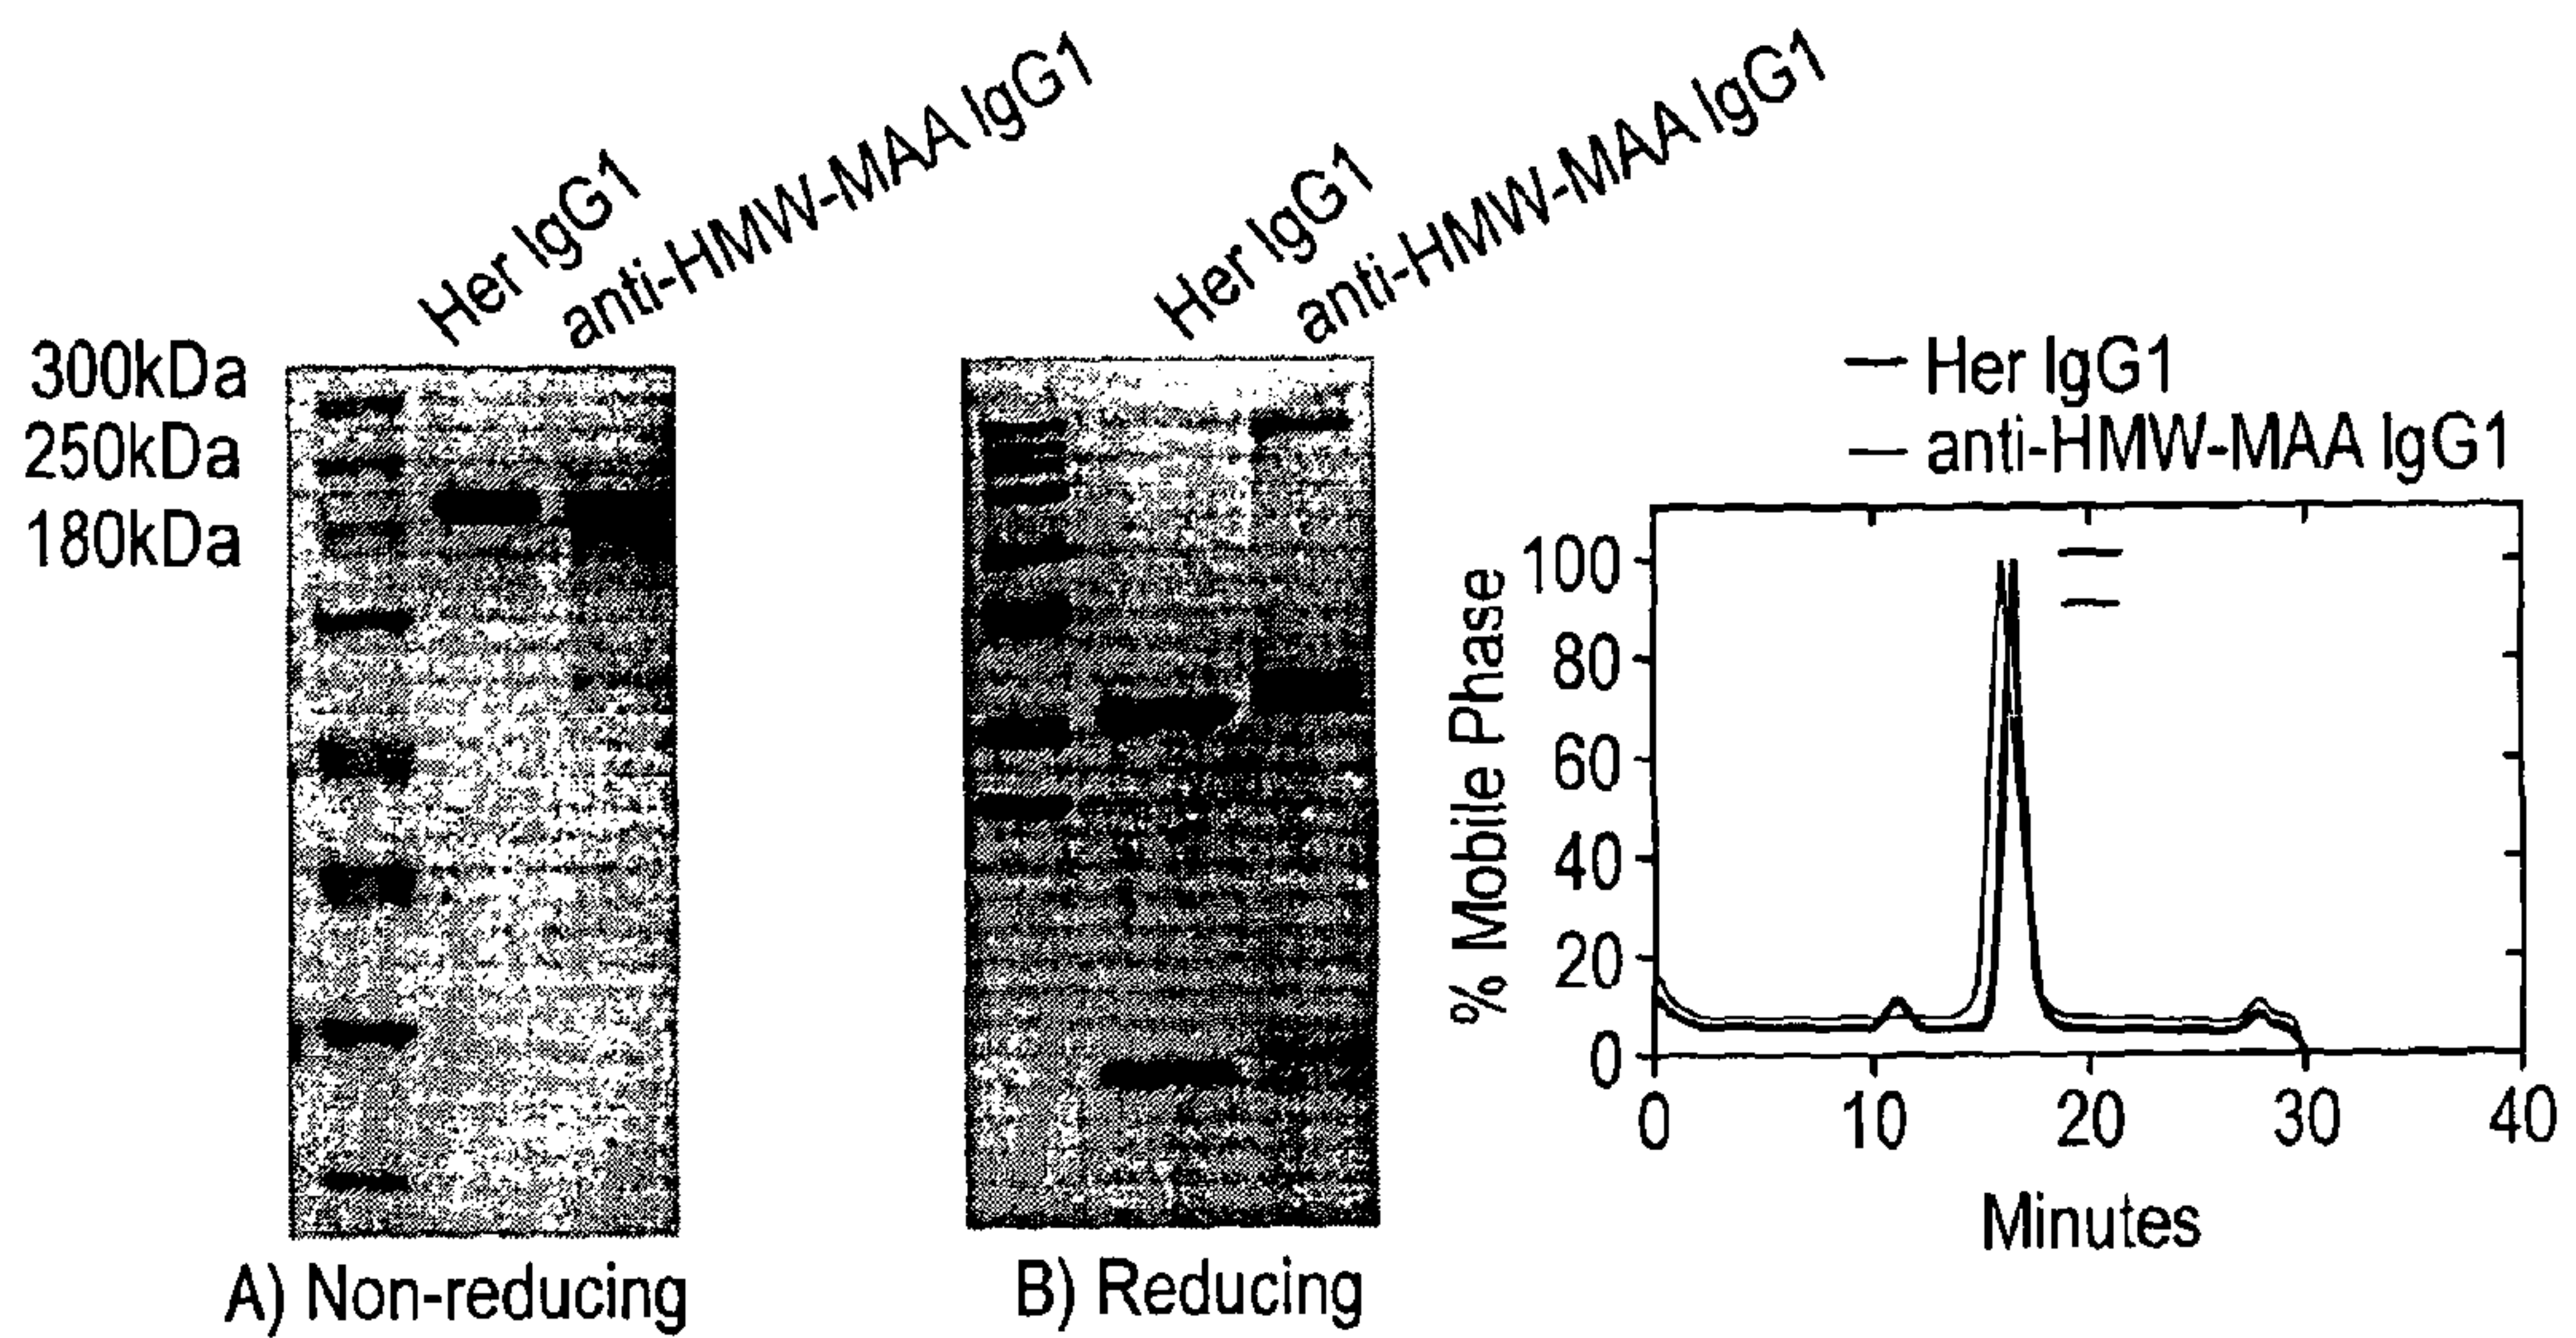 Her IgG1
anti-HMW-MAA IgG1
300kDa
250kDa
180kDa
A) Non-reducing
Her IgG1
anti-HMW-MAA IgG1
B) Reducing
Her IgG1
anti-HMW-MAA IgG1
% Mobile Phase
100
80
60
40
20
0
0 10 20 30 40
Minutes